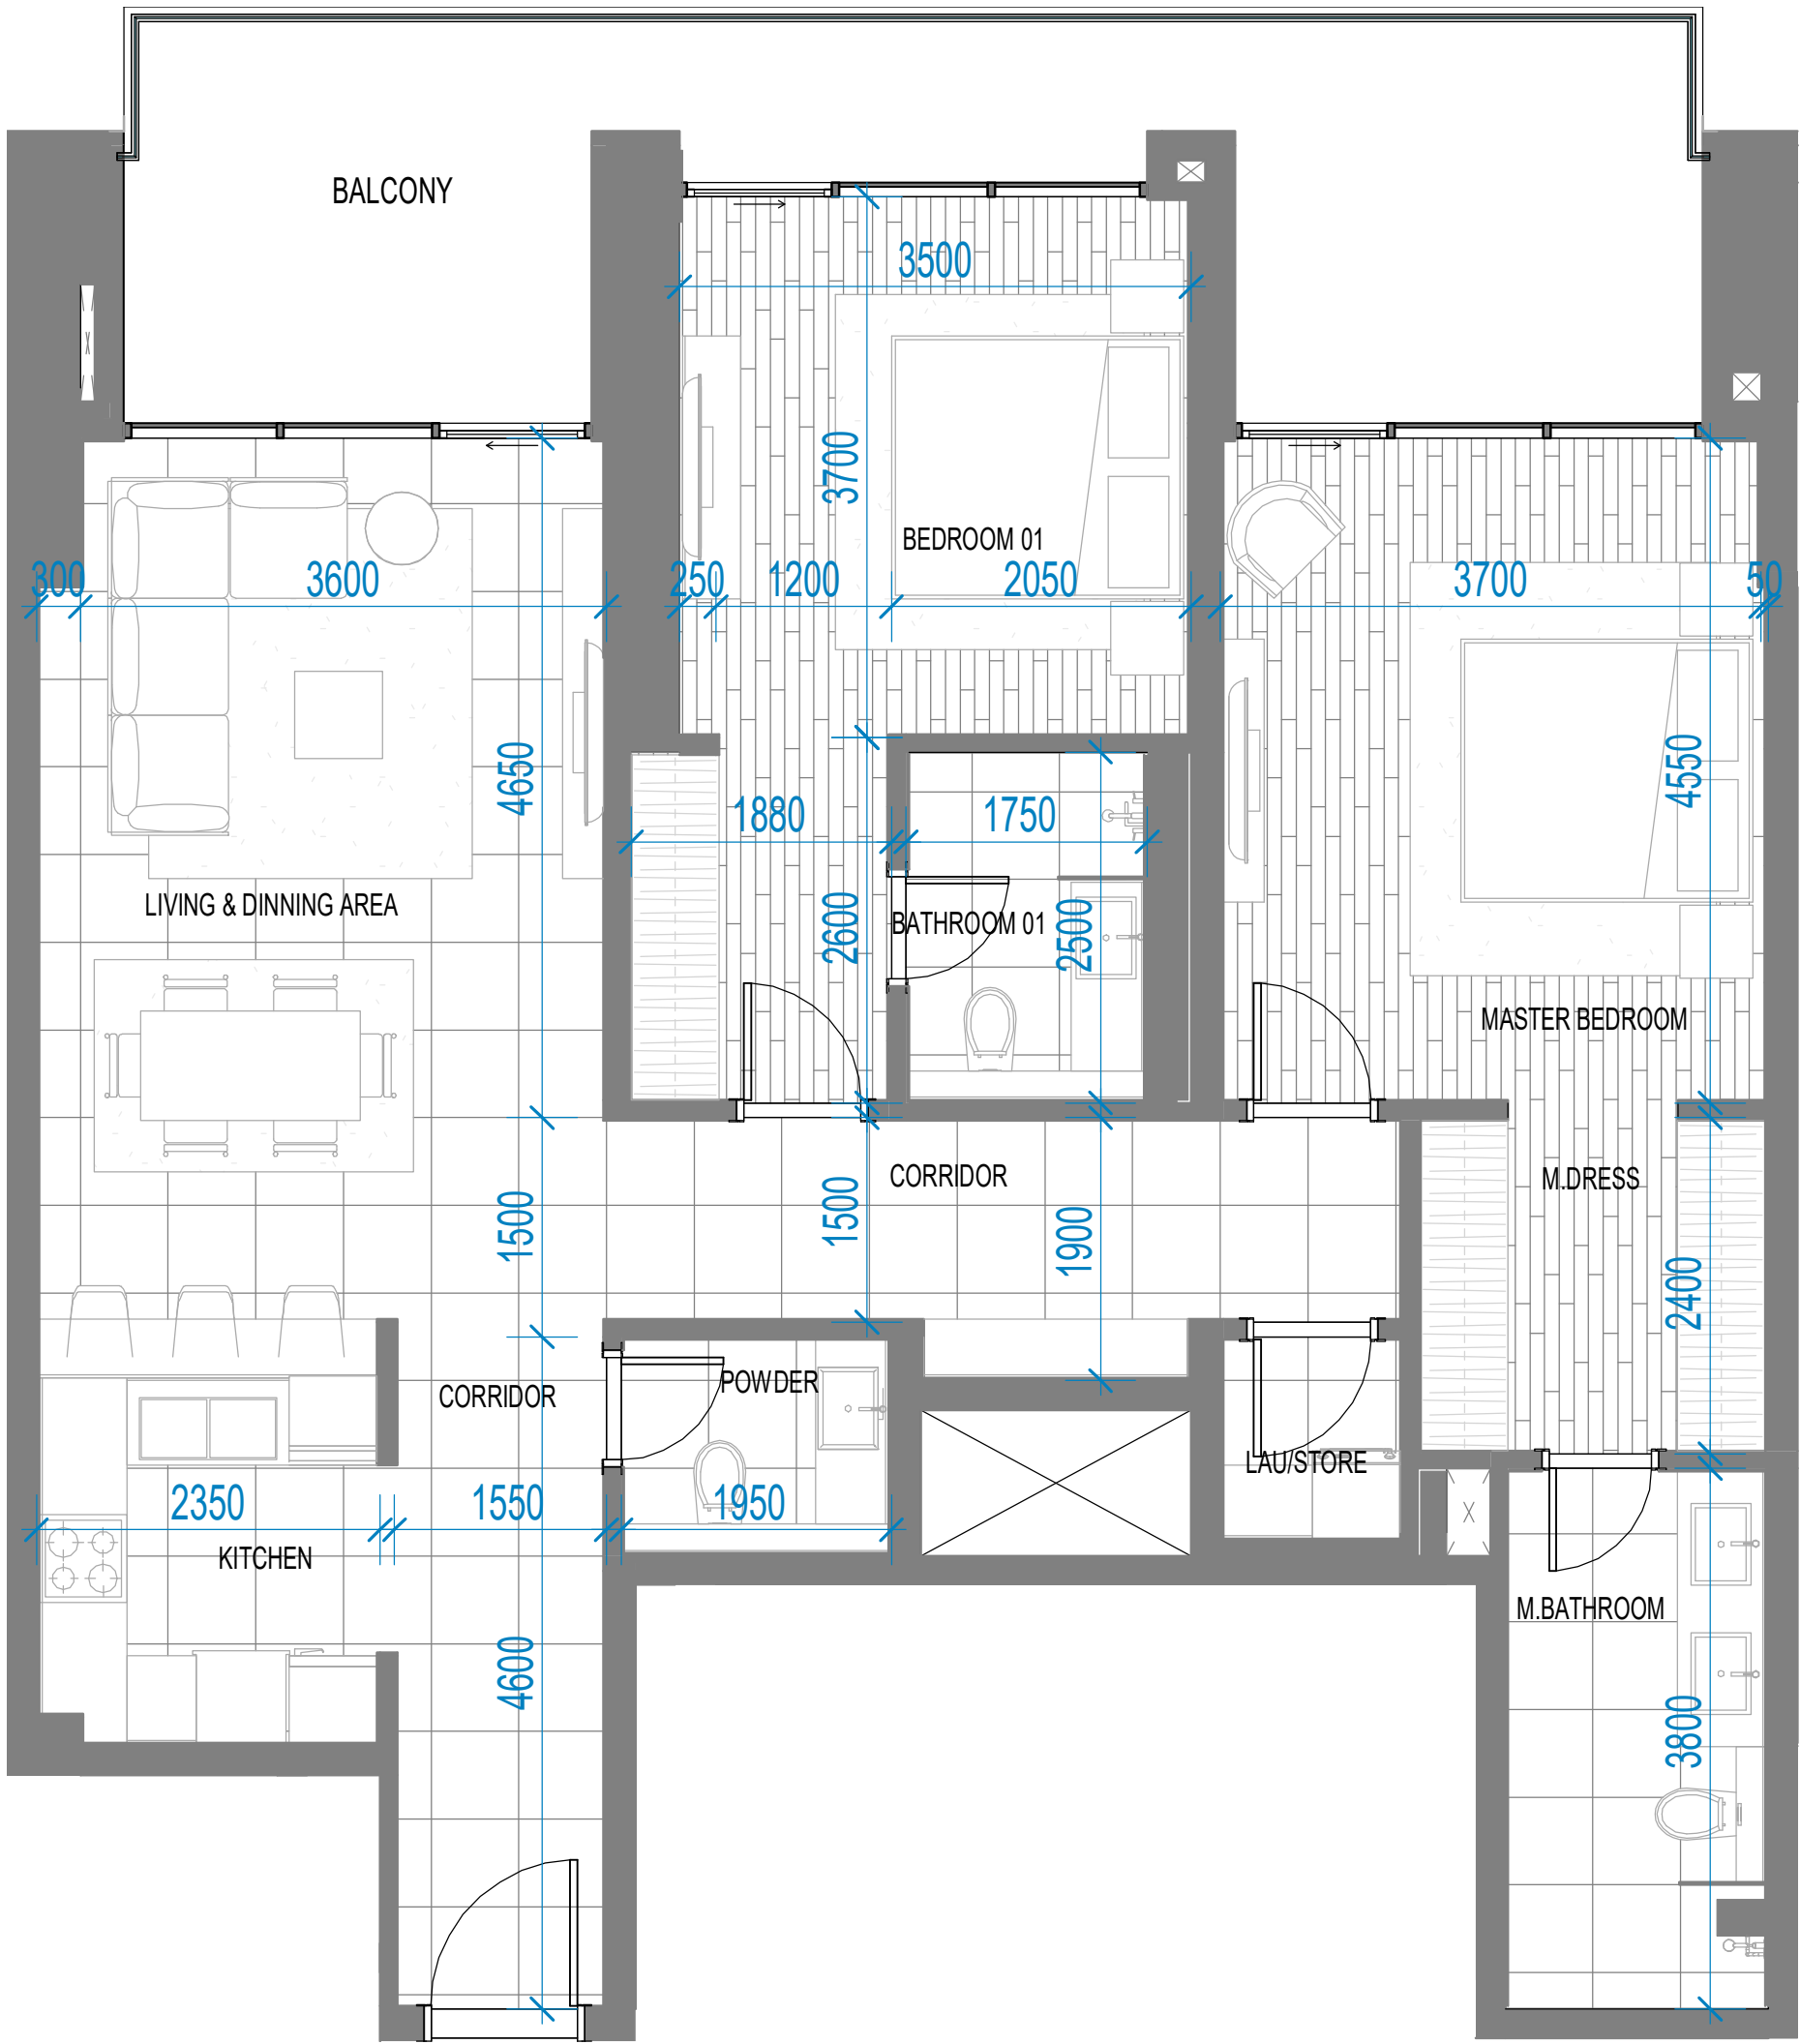 BALCONY
3500
3700
BEDROOM 01
300
3600
250
1200
2050
3700
50
4650
4550
1880
1750
LIVING & DINNING AREA
2600
BATHROOM 01
2500
MASTER BEDROOM
CORRIDOR
M.DRESS
1500
1500
1900
2400
CORRIDOR
POWDER
LAU/STORE
2350
1550
1950
KITCHEN
M.BATHROOM
4600
3800